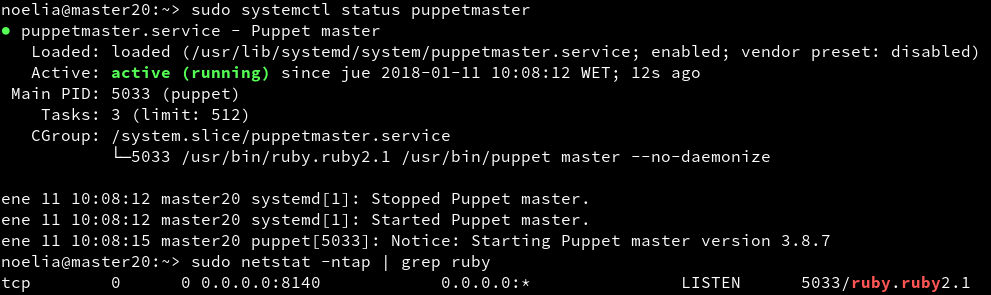 noelia@master20:~> sudo systemctl status puppetmaster
● puppetmaster.service - Puppet master
   Loaded: loaded (/usr/lib/systemd/system/puppetmaster.service; enabled; vendor preset: disabled)
   Active: active (running) since jue 2018-01-11 10:08:12 WET; 12s ago
 Main PID: 5033 (puppet)
    Tasks: 3 (limit: 512)
   CGroup: /system.slice/puppetmaster.service
           └─5033 /usr/bin/ruby.ruby2.1 /usr/bin/puppet master --no-daemonize

ene 11 10:08:12 master20 systemd[1]: Stopped Puppet master.
ene 11 10:08:12 master20 systemd[1]: Started Puppet master.
ene 11 10:08:15 master20 puppet[5033]: Notice: Starting Puppet master version 3.8.7
noelia@master20:~> sudo netstat -ntap | grep ruby
tcp        0      0 0.0.0.0:8140            0.0.0.0:*               LISTEN      5033/ruby.ruby2.1